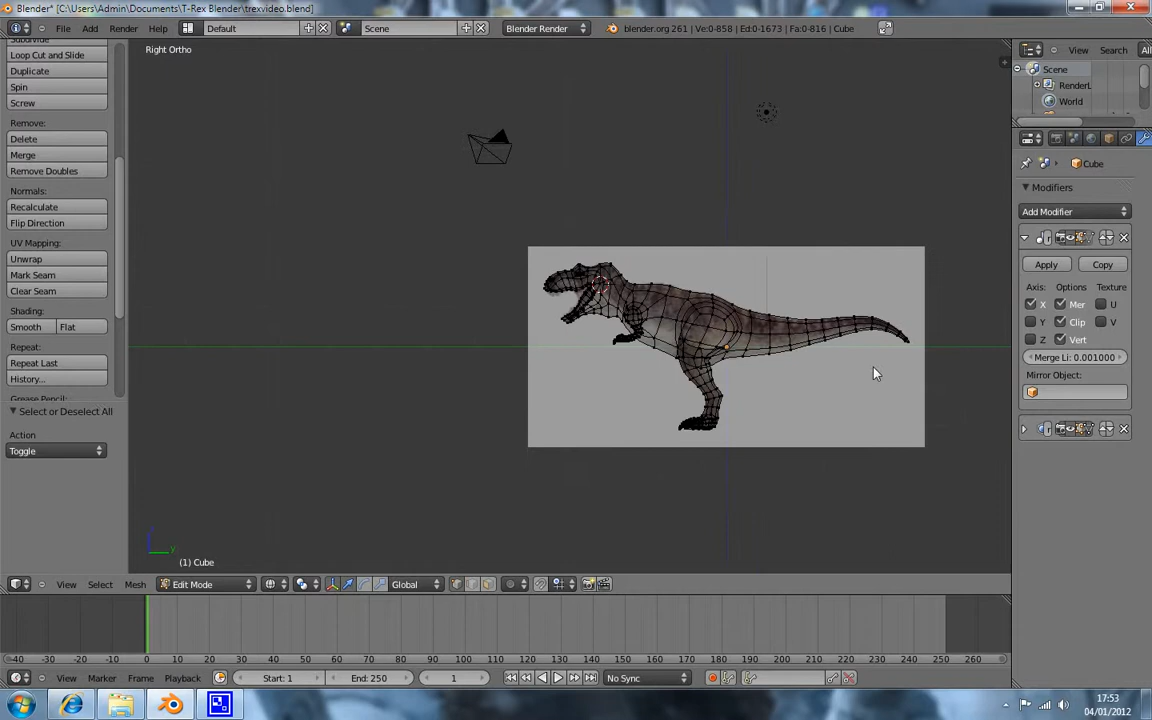 Blender* [C:\Users\Admin\Documents\T-Rex Blender\trexvideo.blend]
File Add Render Help Default Scene Blender Render blender.org 261 | Ve:0-858 | Ed:0-1673 | Fa:0-816 | Cube View Search All
Right Ortho
Subdivide
Loop Cut and Slide
Duplicate
Spin
Screw
Remove:
Delete
Merge
Remove Doubles
Normals:
Recalculate
Flip Direction
UV Mapping:
Unwrap
Mark Seam
Clear Seam
Shading:
Smooth Flat
Repeat:
Repeat Last
History...
Grease Pencil:
Select or Deselect All
Action
Toggle
Scene
RenderL
World
Cube
Modifiers
Add Modifier
Apply Copy
Axis: Options Texture
X Mer U
Y Clip V
Z Vert
Merge Li: 0.001000
Mirror Object:
y
(1) Cube
View Select Mesh Edit Mode Global
-40 -30 -20 -10 0 10 20 30 40 50 60 70 80 90 100 110 120 130 140 150 160 170 180 190 200 210 220 230 240 250 260
View Marker Frame Playback Start: 1 End: 250 1 No Sync
17:53
04/01/2012